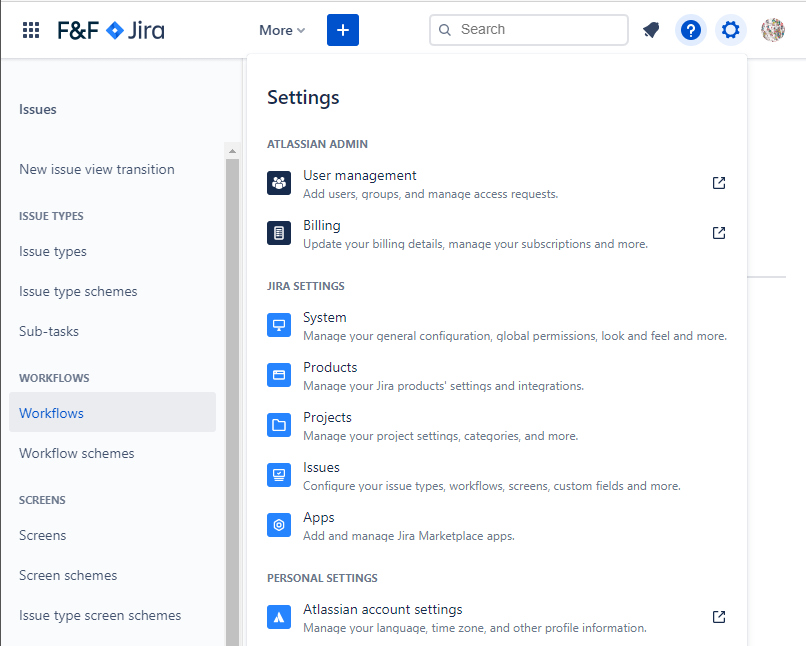 F&F Jira
More
Search
Issues
New issue view transition
ISSUE TYPES
Issue types
Issue type schemes
Sub-tasks
WORKFLOWS
Workflows
Workflow schemes
SCREENS
Screens
Screen schemes
Issue type screen schemes
Settings
ATLASSIAN ADMIN
User management
Add users, groups, and manage access requests.
Billing
Update your billing details, manage your subscriptions and more.
JIRA SETTINGS
System
Manage your general configuration, global permissions, look and feel and more.
Products
Manage your Jira products' settings and integrations.
Projects
Manage your project settings, categories, and more.
Issues
Configure your issue types, workflows, screens, custom fields and more.
Apps
Add and manage Jira Marketplace apps.
PERSONAL SETTINGS
Atlassian account settings
Manage your language, time zone, and other profile information.